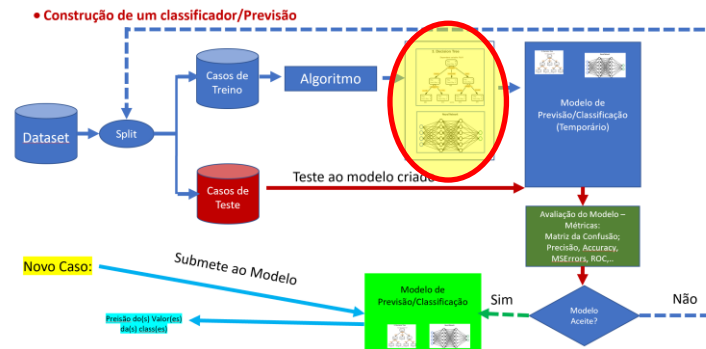 • Construção de um classificador/Previsão
Casos de
Treino
Algoritmo
Dataset
Split
Modelo de
Previsão/Classificação
(Temporário)
Teste ao modelo criado
Casos de
Teste
Avaliação do Modelo –
Métricas:
Matriz da Confusão;
Precisão, Accuracy,
MSErrors, ROC,..
Novo Caso:
Submete ao Modelo
Modelo de
Previsão/Classificação
Sim
Modelo
Aceite?
Não
Preisão do(s) Valor(es)
da(s) class(es)